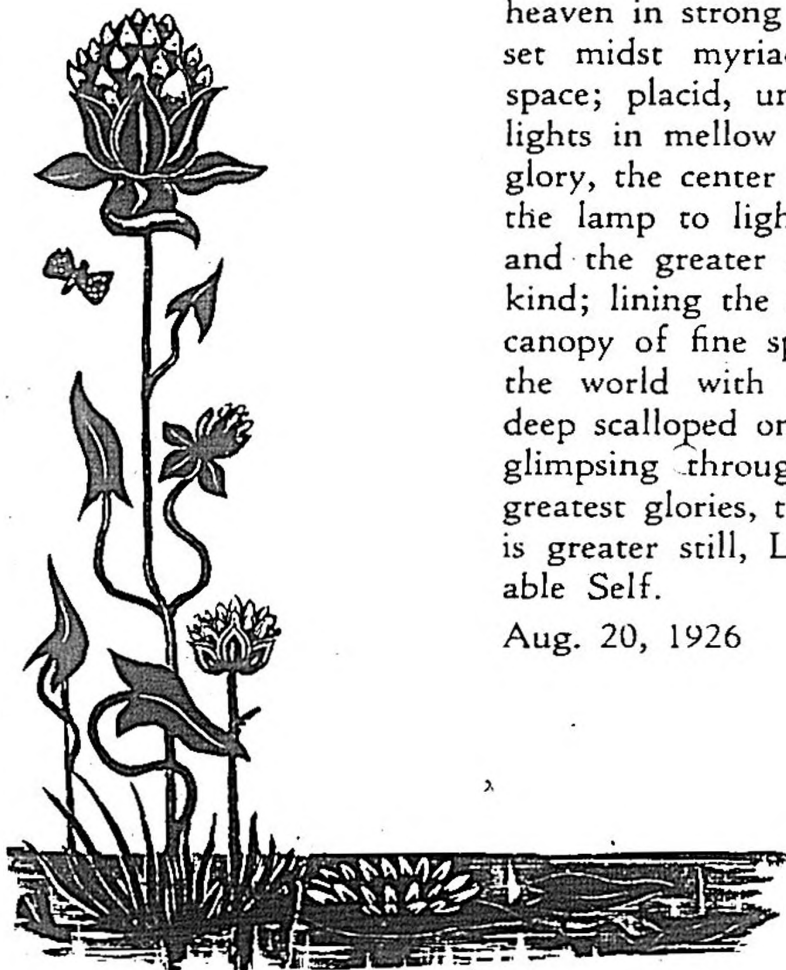 heaven in strong
set midst myria
space; placid, u
lights in mellow
glory, the center
the lamp to ligh
and the greater
kind; lining the
canopy of fine sp
the world with
deep scalloped or
glimpsing throug
greatest glories, t
is greater still, L
able Self.
Aug. 20, 1926